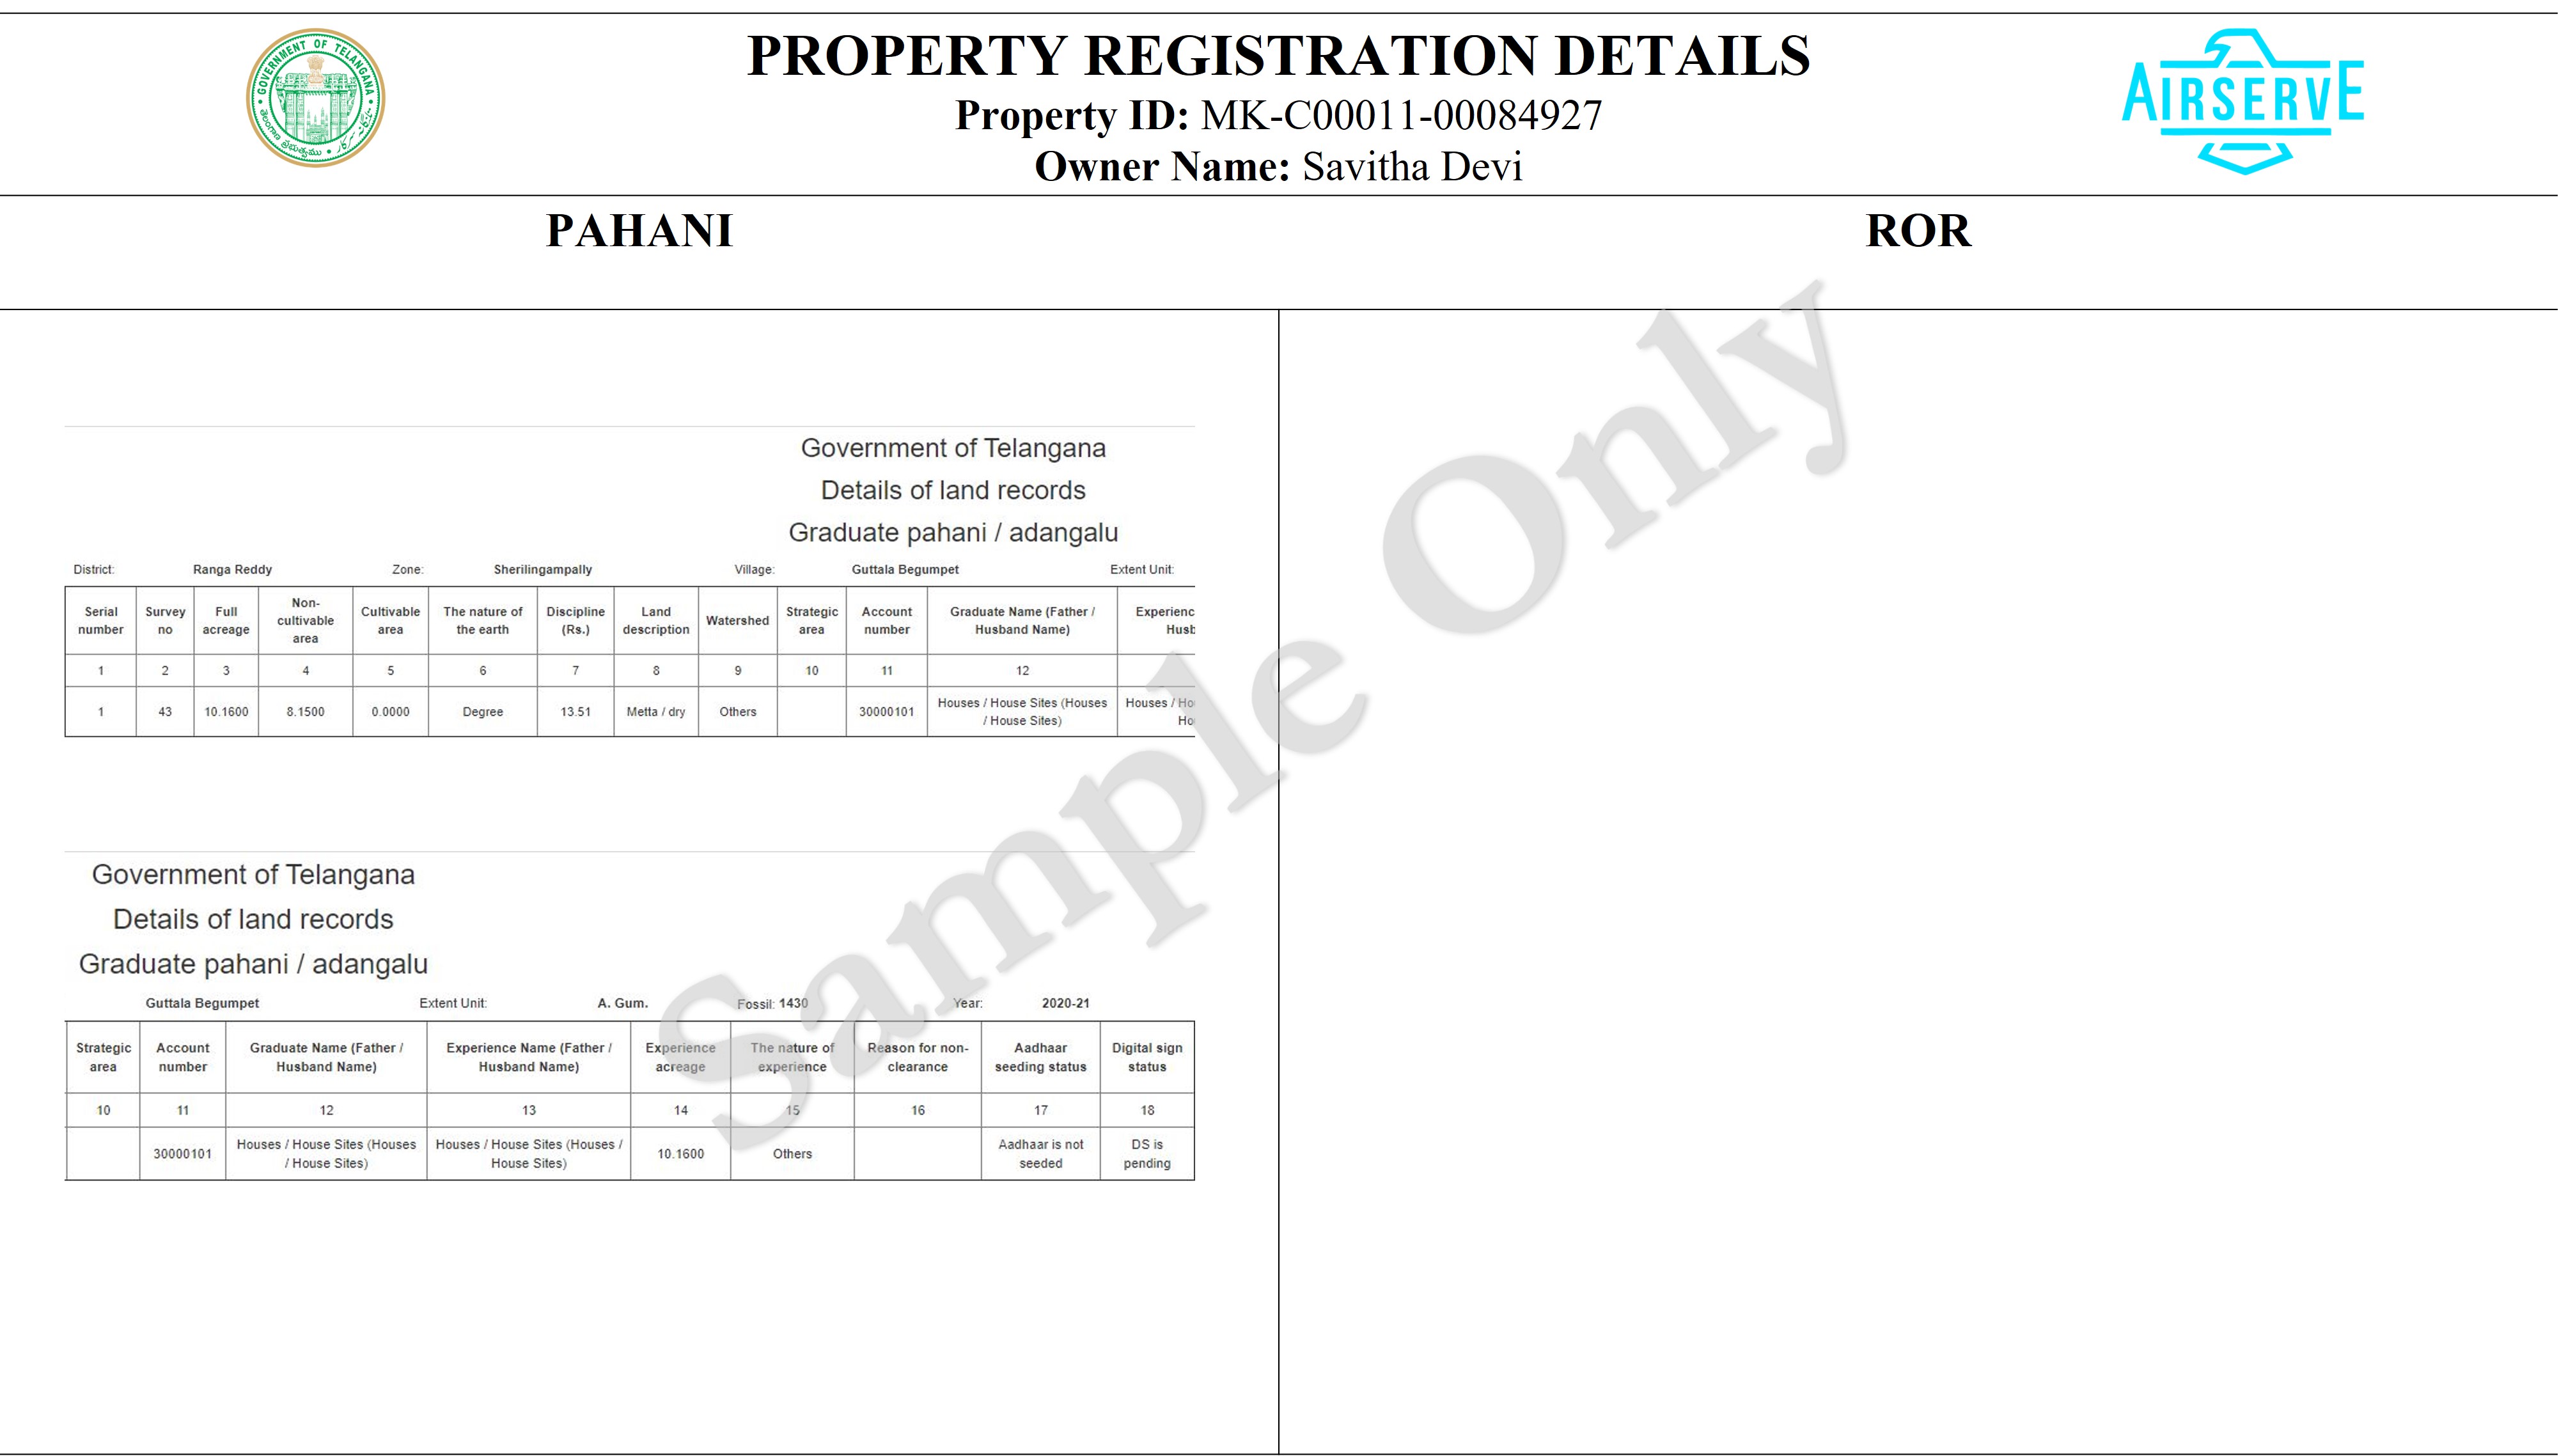 GOVERNMENT OF TELANGANA
తెలంగాణ ప్రభుత్వము
PROPERTY REGISTRATION DETAILS
Property ID: MK-C00011-00084927
Owner Name: Savitha Devi
AIRSERVE
PAHANI
ROR
Government of Telangana
Details of land records
Graduate pahani / adangalu
District: Ranga Reddy Zone: Sherilingampally Village: Guttala Begumpet Extent Unit:
Serial number Survey no Full acreage Non-cultivable area Cultivable area The nature of the earth Discipline (Rs.) Land description Watershed Strategic area Account number Graduate Name (Father / Husband Name) Experienc Husb
1 2 3 4 5 6 7 8 9 10 11 12
1 43 10.1600 8.1500 0.0000 Degree 13.51 Metta / dry Others 30000101 Houses / House Sites (Houses / House Sites) Houses / Ho Ho
Government of Telangana
Details of land records
Graduate pahani / adangalu
Guttala Begumpet Extent Unit: A. Gum. Fossil: 1430 Year: 2020-21
Strategic area Account number Graduate Name (Father / Husband Name) Experience Name (Father / Husband Name) Experience acreage The nature of experience Reason for non-clearance Aadhaar seeding status Digital sign status
10 11 12 13 14 15 16 17 18
30000101 Houses / House Sites (Houses / House Sites) Houses / House Sites (Houses / House Sites) 10.1600 Others Aadhaar is not seeded DS is pending
Sample Only